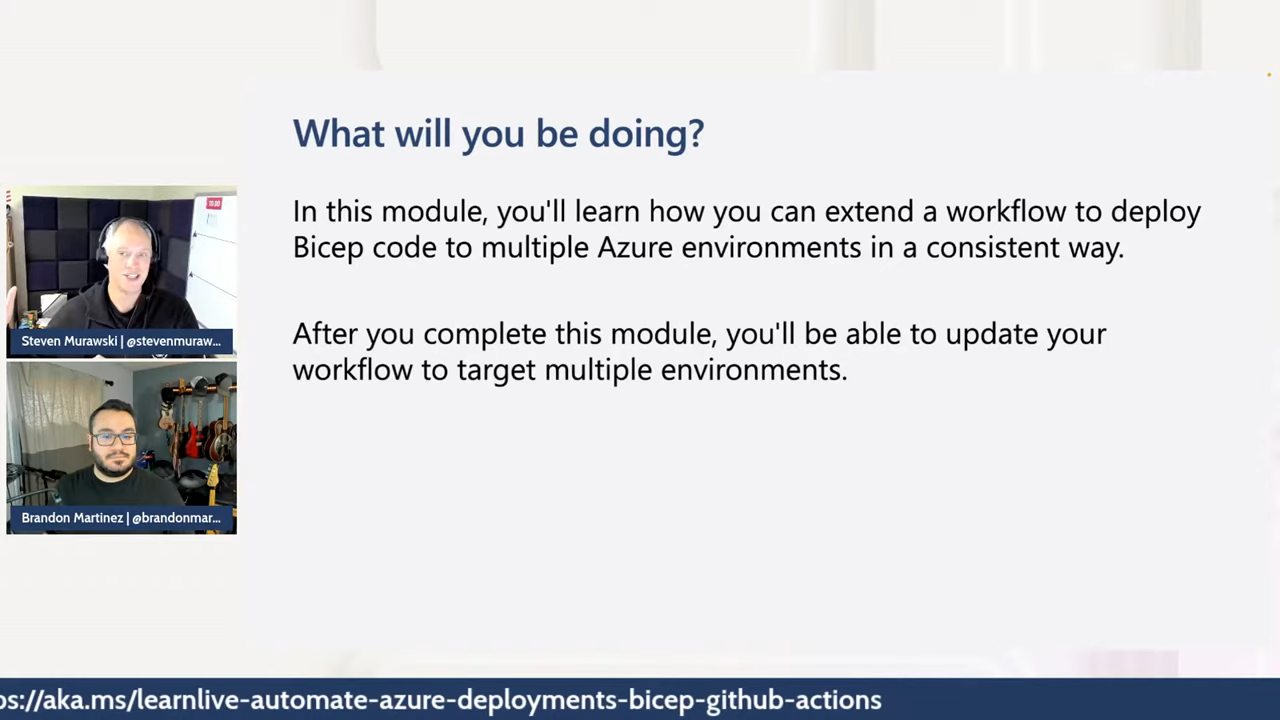 What will you be doing?
In this module, you'll learn how you can extend a workflow to deploy
Bicep code to multiple Azure environments in a consistent way.
After you complete this module, you'll be able to update your
workflow to target multiple environments.
TO DO
Steven Murawski | @stevenmuraw...
Brandon Martinez | @brandonmar...
ps://aka.ms/learnlive-automate-azure-deployments-bicep-github-actions